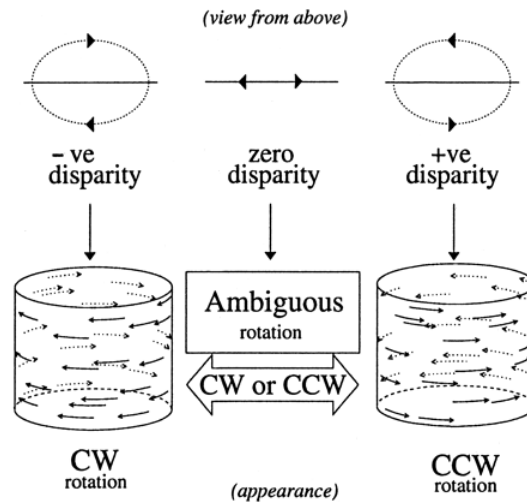 (view from above)
– ve
disparity
zero
disparity
+ve
disparity
Ambiguous
rotation
CW or CCW
CW
rotation
CCW
rotation
(appearance)